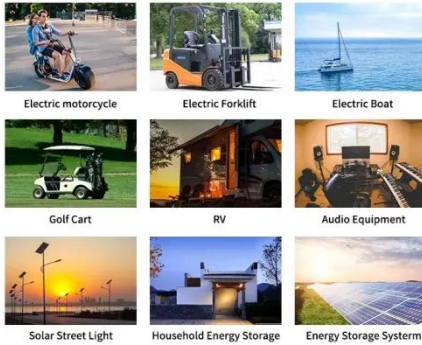 Electric motorcycle
Electric Forklift
Electric Boat
Golf Cart
RV
Audio Equipment
Solar Street Light
Household Energy Storage
Energy Storage Systerm